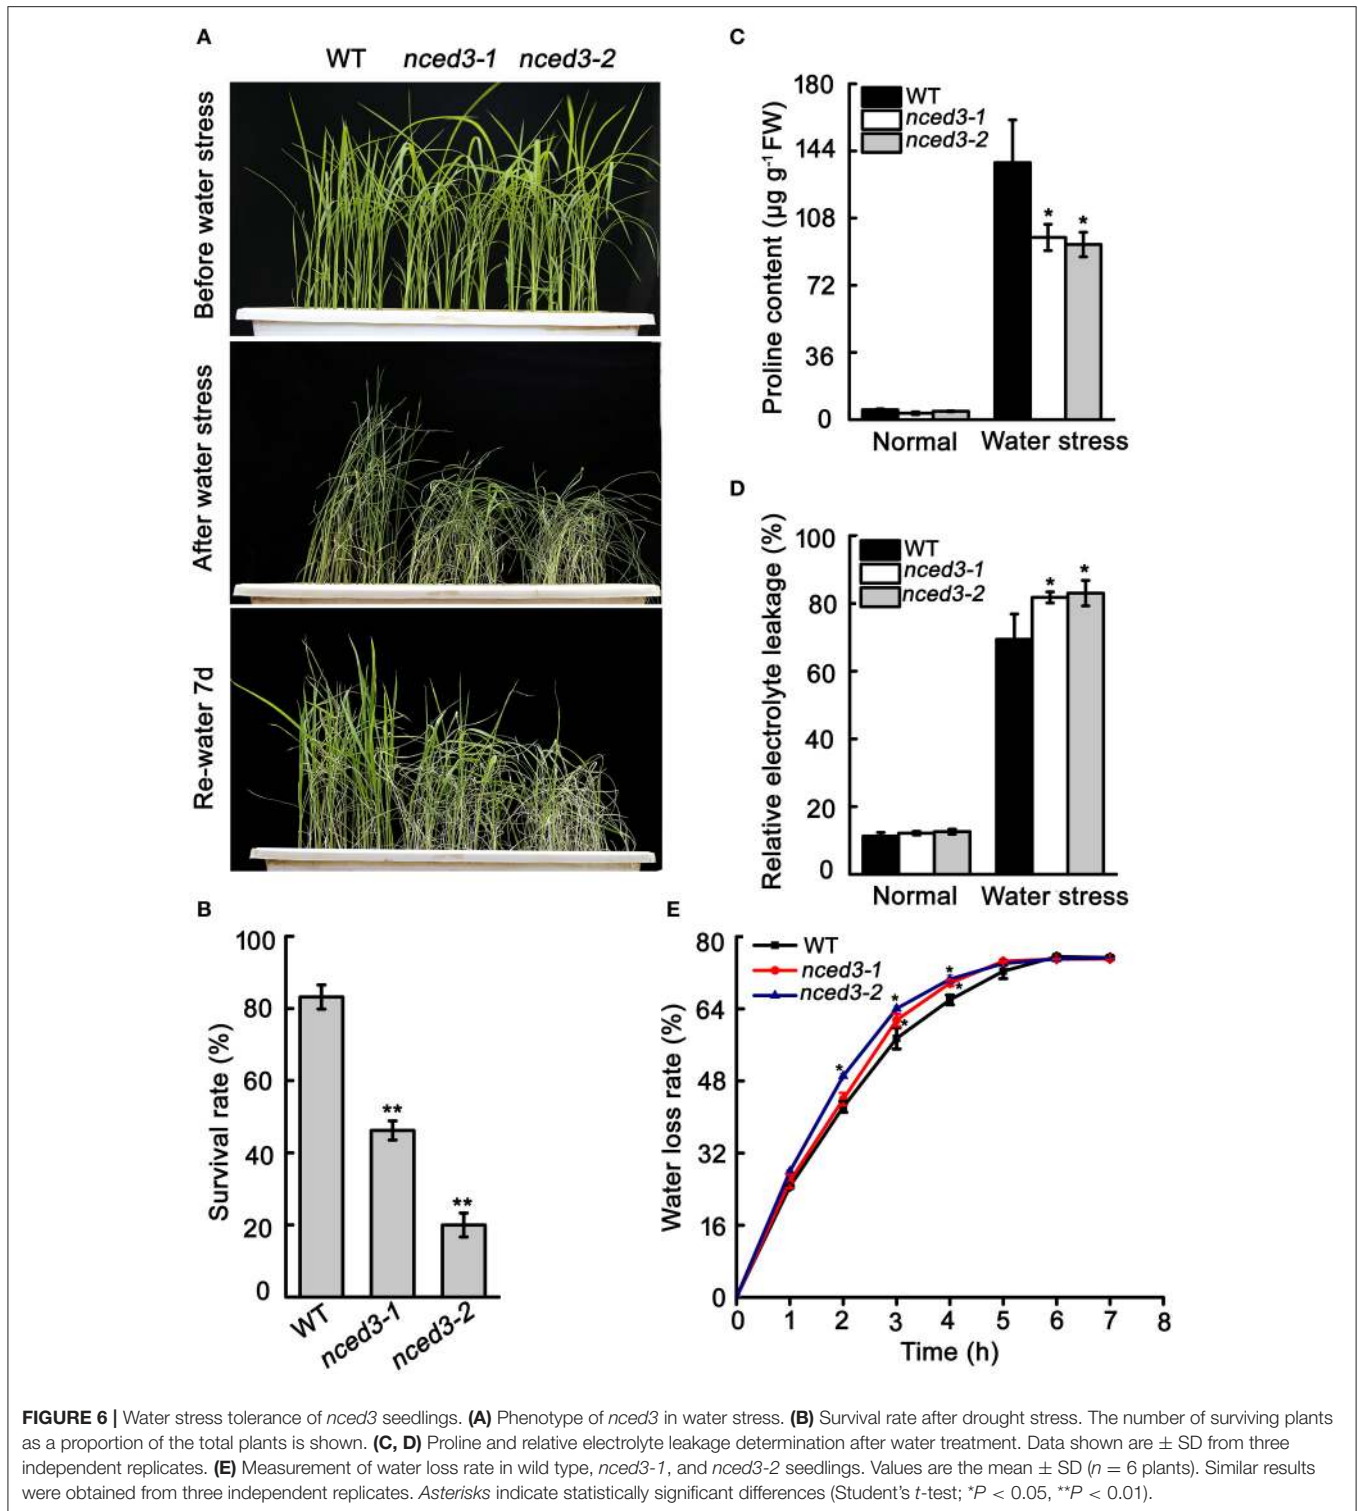 A
WT nced3-1 nced3-2
Before water stress
After water stress
Re-water 7d
B
Survival rate (%)
100
80
60
40
20
0
WT
nced3-1
nced3-2
**
**
C
Proline content (µg g⁻¹ FW)
180
144
108
72
36
0
WT
nced3-1
nced3-2
*
*
Normal Water stress
D
Relative electrolyte leakage (%)
100
80
60
40
20
0
WT
nced3-1
nced3-2
*
*
Normal Water stress
E
Water loss rate (%)
80
64
48
32
16
0
WT
nced3-1
nced3-2
*
*
*
*
*
0 1 2 3 4 5 6 7 8
Time (h)
FIGURE 6 | Water stress tolerance of nced3 seedlings. (A) Phenotype of nced3 in water stress. (B) Survival rate after drought stress. The number of surviving plants
as a proportion of the total plants is shown. (C, D) Proline and relative electrolyte leakage determination after water treatment. Data shown are ± SD from three
independent replicates. (E) Measurement of water loss rate in wild type, nced3-1, and nced3-2 seedlings. Values are the mean ± SD (n = 6 plants). Similar results
were obtained from three independent replicates. Asterisks indicate statistically significant differences (Student's t-test; *P < 0.05, **P < 0.01).